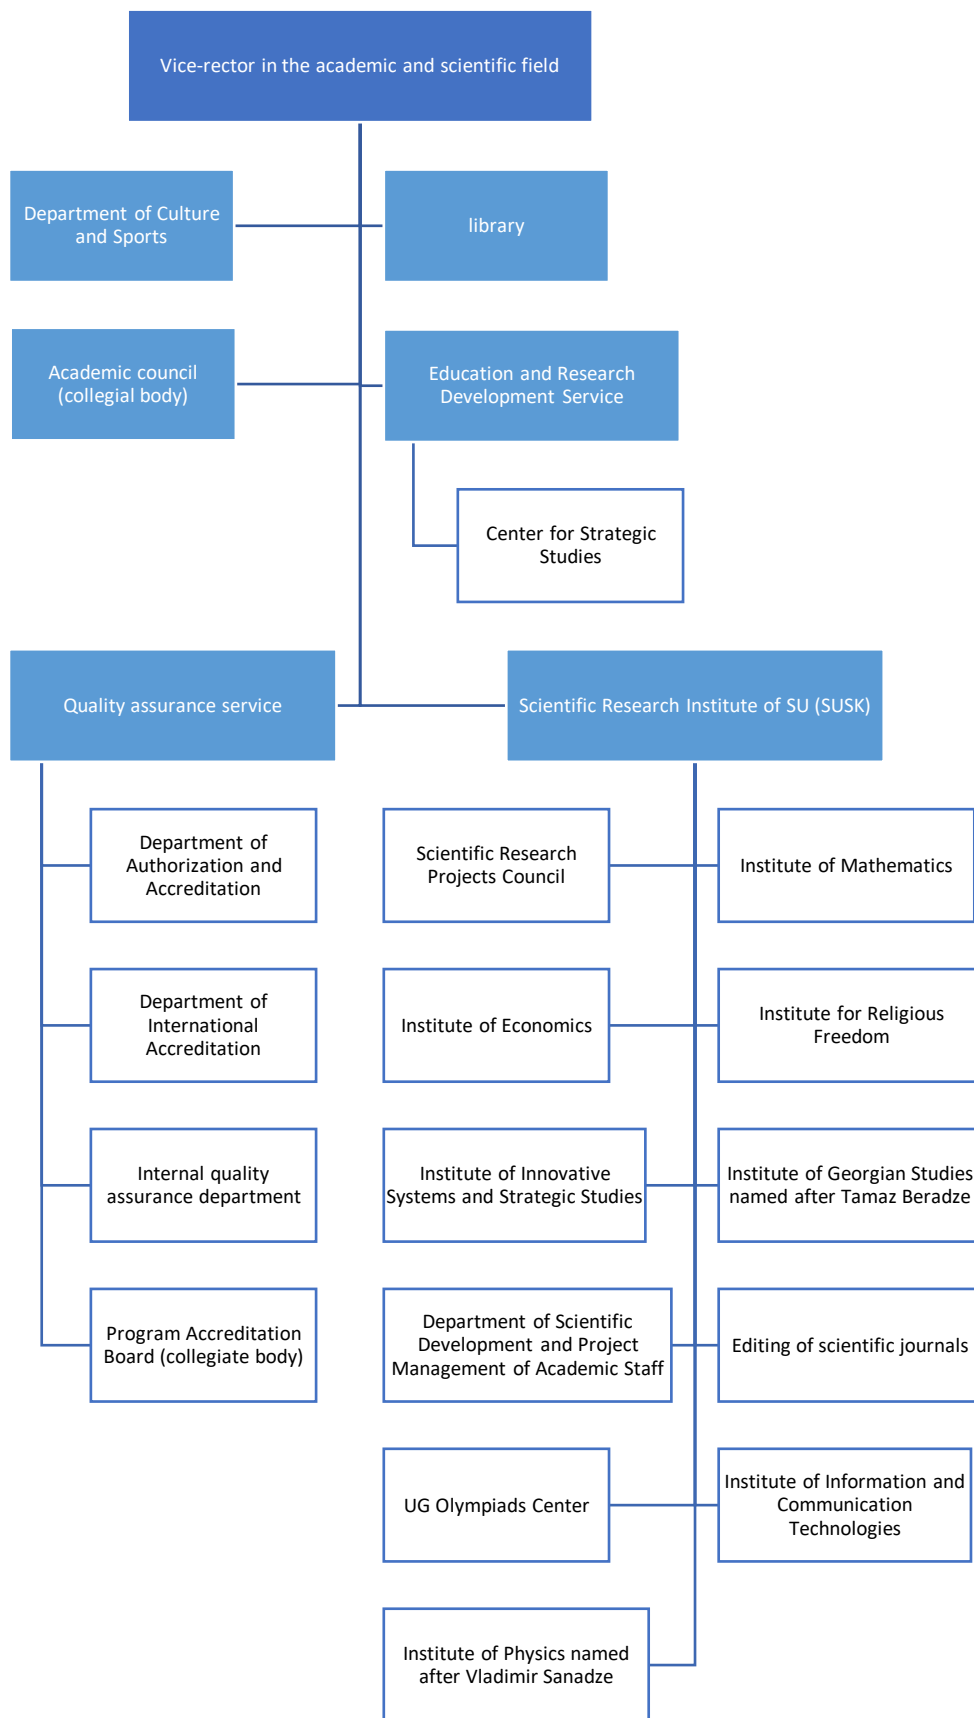 Vice-rector in the academic and scientific field
Department of Culture
and Sports
library
Academic council
(collegial body)
Education and Research
Development Service
Center for Strategic
Studies
Quality assurance service
Scientific Research Institute of SU (SUSK)
Department of
Authorization and
Accreditation
Scientific Research
Projects Council
Institute of Mathematics
Department of
International
Accreditation
Institute of Economics
Institute for Religious
Freedom
Internal quality
assurance department
Institute of Innovative
Systems and Strategic Studies
Institute of Georgian Studies
named after Tamaz Beradze
Program Accreditation
Board (collegiate body)
Department of Scientific
Development and Project
Management of Academic Staff
Editing of scientific journals
UG Olympiads Center
Institute of Information and
Communication
Technologies
Institute of Physics named
after Vladimir Sanadze